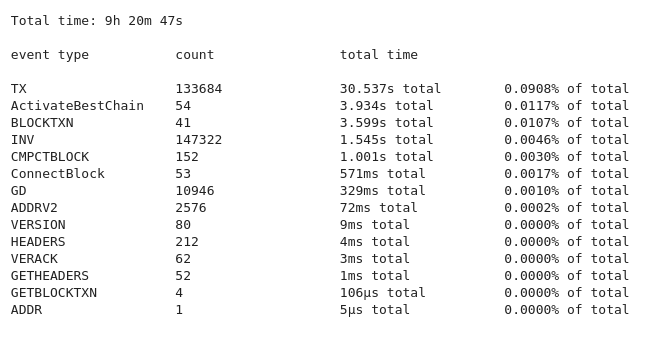 Total time: 9h 20m 47s
event type count total time
TX 133684 30.537s total 0.0908% of total
ActivateBestChain 54 3.934s total 0.0117% of total
BLOCKTXN 41 3.599s total 0.0107% of total
INV 147322 1.545s total 0.0046% of total
CMPCTBLOCK 152 1.001s total 0.0030% of total
ConnectBlock 53 571ms total 0.0017% of total
GD 10946 329ms total 0.0010% of total
ADDRV2 2576 72ms total 0.0002% of total
VERSION 80 9ms total 0.0000% of total
HEADERS 212 4ms total 0.0000% of total
VERACK 62 3ms total 0.0000% of total
GETHEADERS 52 1ms total 0.0000% of total
GETBLOCKTXN 4 106µs total 0.0000% of total
ADDR 1 5µs total 0.0000% of total